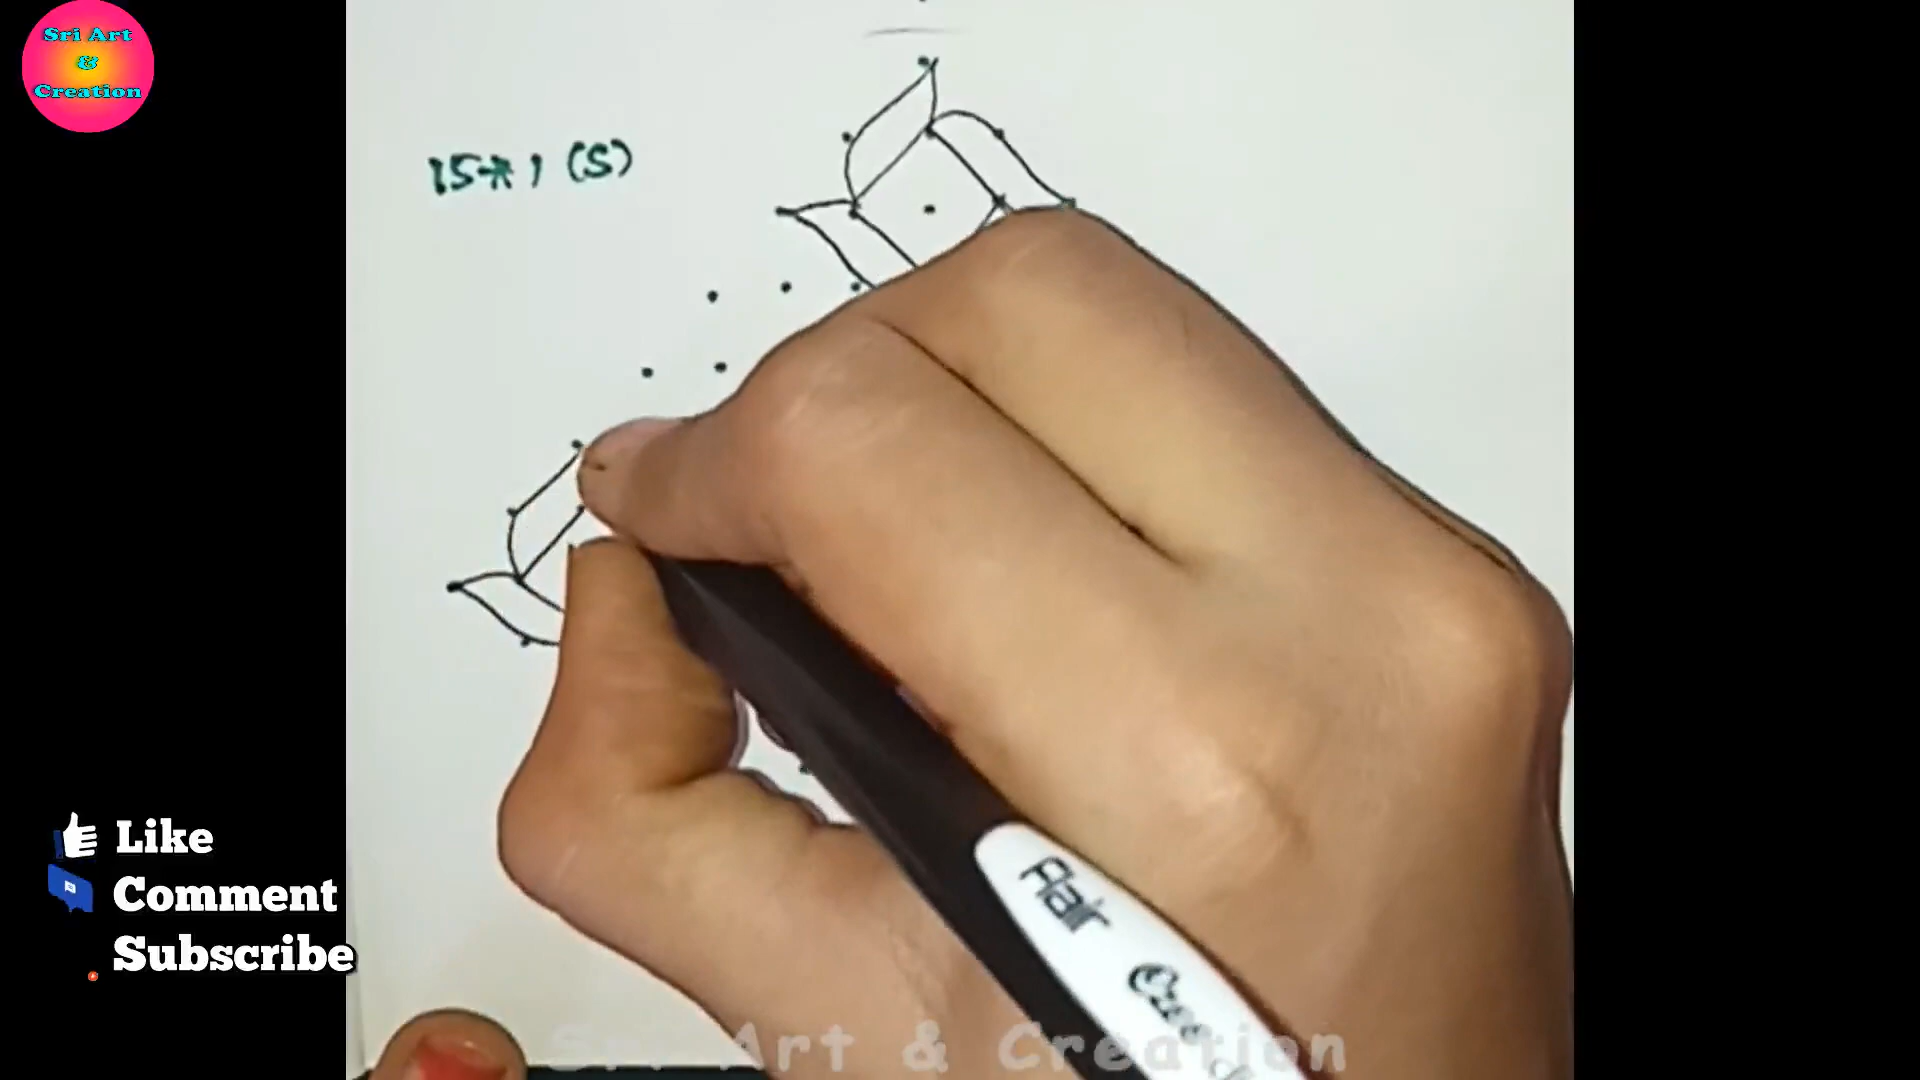 Sri Art
&
Creation
15*1 (S)
Like
Comment
Subscribe
Flair
Sri Art & Creation